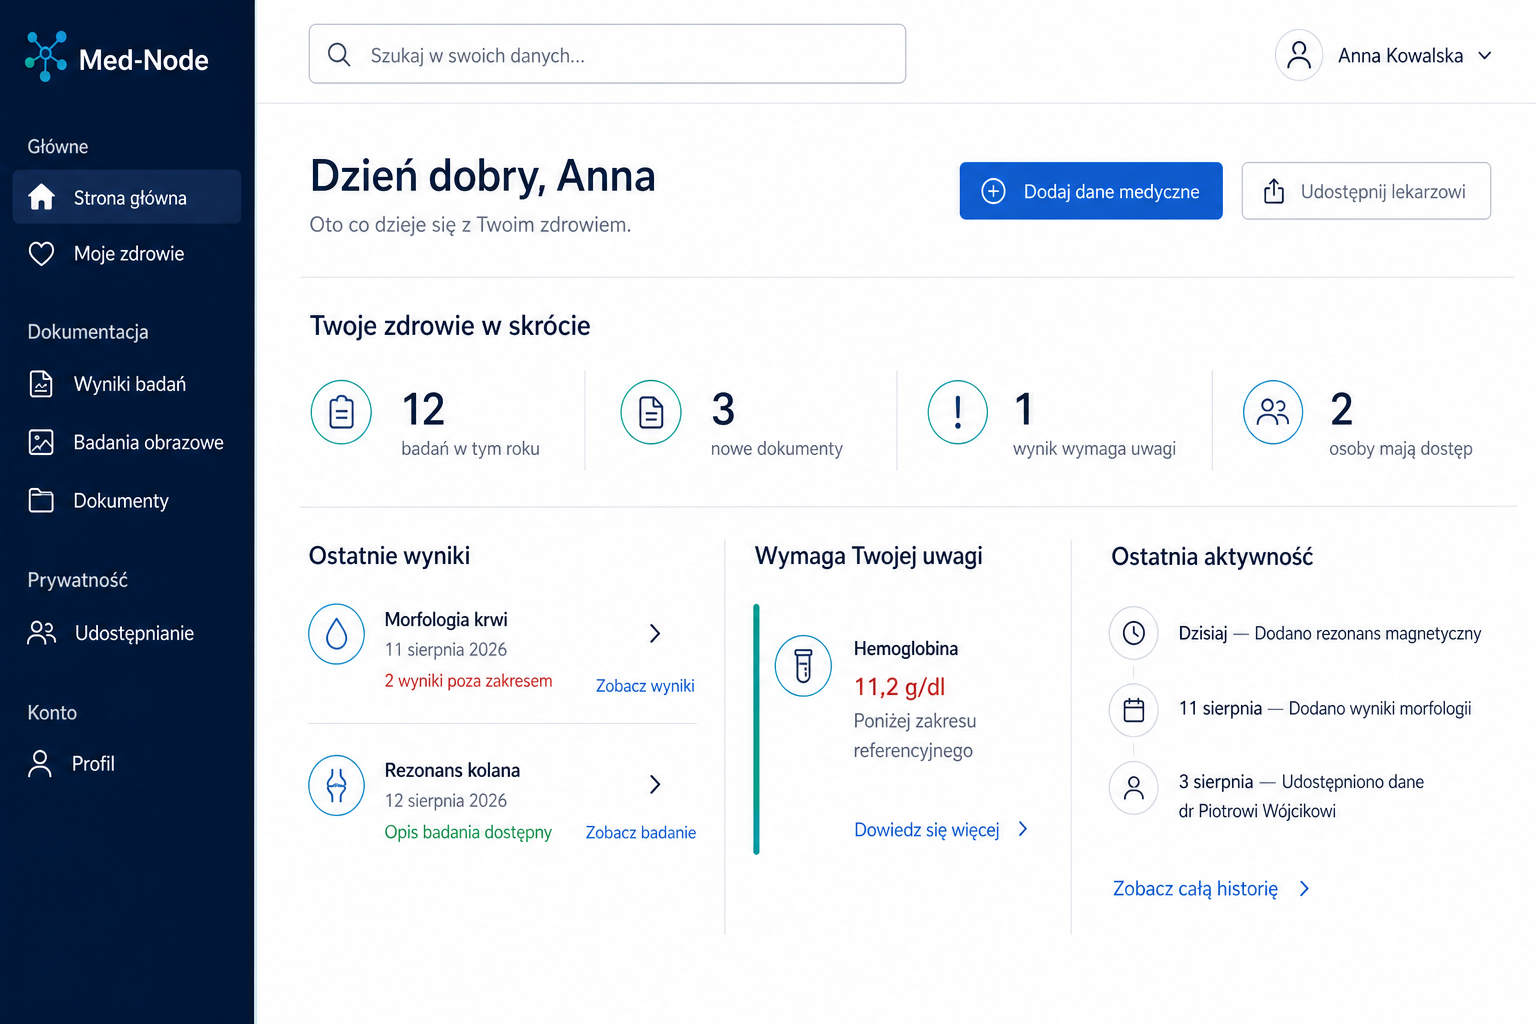 Med-Node
Główne
Strona główna
Moje zdrowie
Dokumentacja
Wyniki badań
Badania obrazowe
Dokumenty
Prywatność
Udostępnianie
Konto
Profil
Szukaj w swoich danych...
Anna Kowalska
Dzień dobry, Anna
Oto co dzieje się z Twoim zdrowiem.
Dodaj dane medyczne
Udostępnij lekarzowi
Twoje zdrowie w skrócie
12
badań w tym roku
3
nowe dokumenty
1
wynik wymaga uwagi
2
osoby mają dostęp
Ostatnie wyniki
Morfologia krwi
11 sierpnia 2026
2 wyniki poza zakresem
Zobacz wyniki
Rezonans kolana
12 sierpnia 2026
Opis badania dostępny
Zobacz badanie
Wymaga Twojej uwagi
Hemoglobina
11,2 g/dl
Poniżej zakresu
referencyjnego
Dowiedz się więcej
Ostatnia aktywność
Dzisiaj — Dodano rezonans magnetyczny
11 sierpnia — Dodano wyniki morfologii
3 sierpnia — Udostępniono dane
dr Piotrowi Wójcikowi
Zobacz całą historię